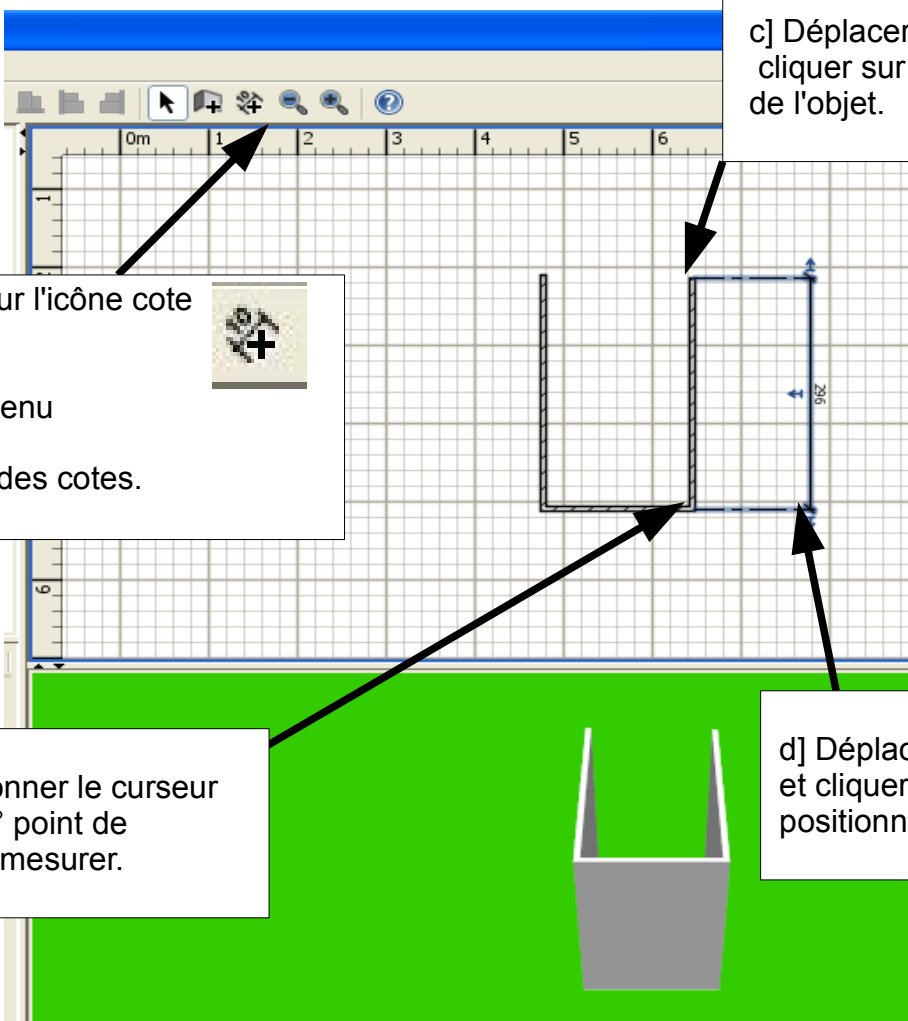 c] Déplacer
cliquer sur
de l'objet.
0m 1 2 3 4 5 6
1
2
ur l'icône cote
enu
des cotes.
296
6
onner le curseur
° point de
mesurer.
d] Déplac
et cliquer
positionn